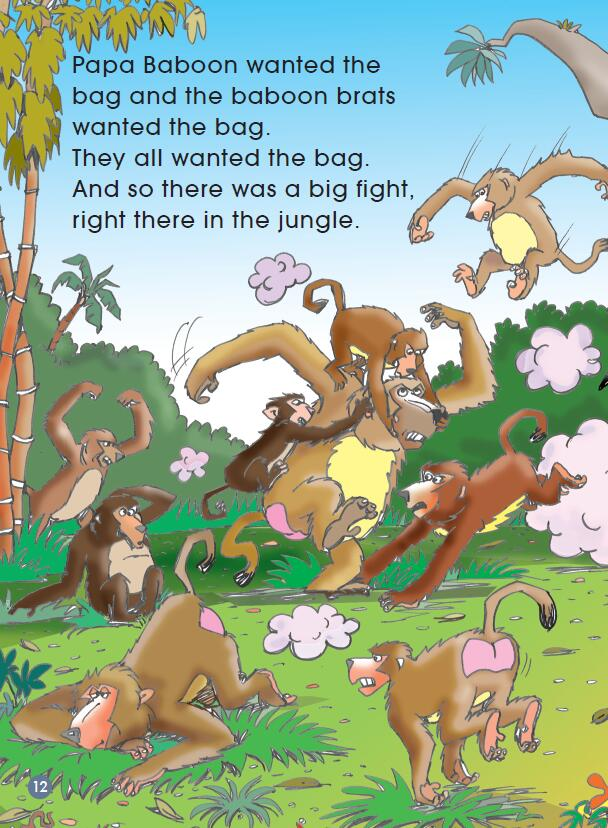 Papa Baboon wanted the
bag and the baboon brats
wanted the bag.
They all wanted the bag.
And so there was a big fight,
right there in the jungle.
12